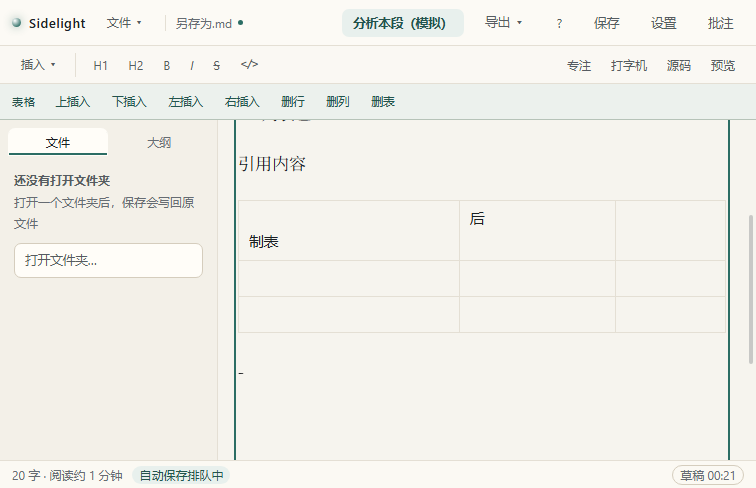 Sidelight 文件 另存为.md 分析本段（模拟） 导出 ? 保存 设置 批注
插入 H1 H2 B I S </> 专注 打字机 源码 预览
表格 上插入 下插入 左插入 右插入 删行 删列 删表
文件 大纲
还没有打开文件夹
打开一个文件夹后，保存会写回原
文件
打开文件夹...
引用内容
后
制表
-
20 字 · 阅读约 1 分钟 自动保存排队中 草稿 00:21